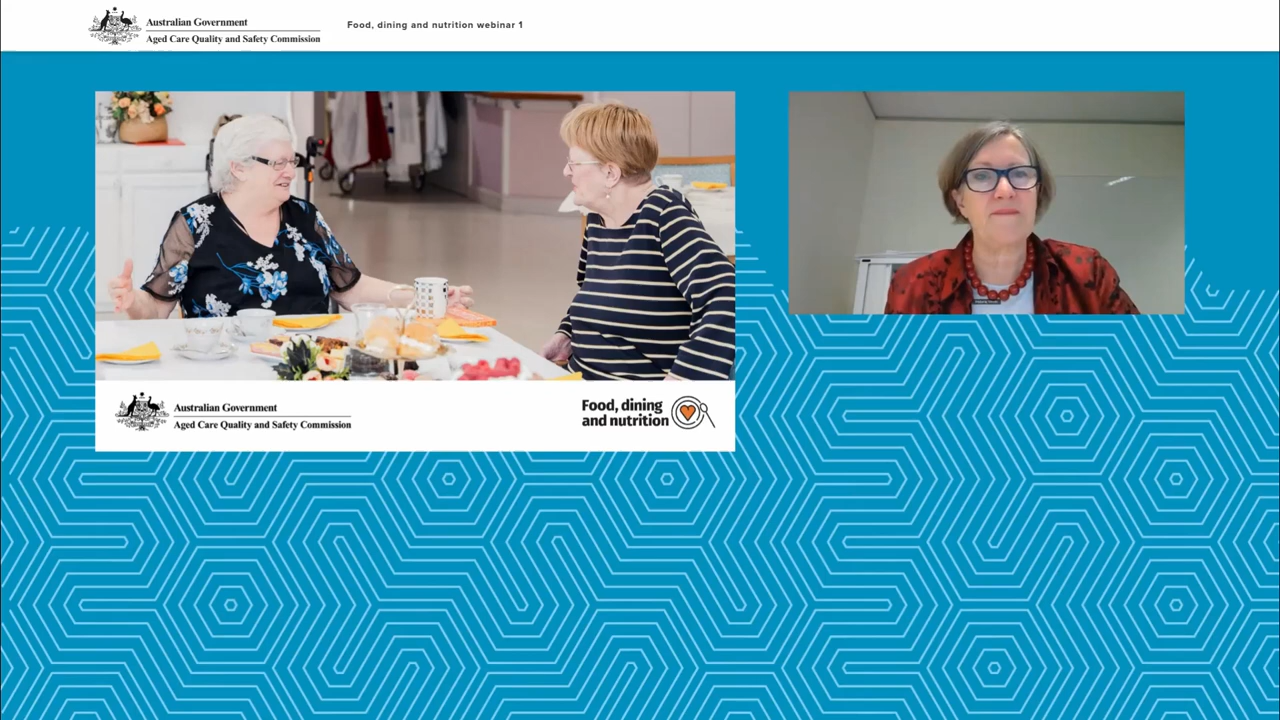 Australian Government
Aged Care Quality and Safety Commission
Food, dining and nutrition webinar 1
Australian Government
Aged Care Quality and Safety Commission
Food, dining
and nutrition